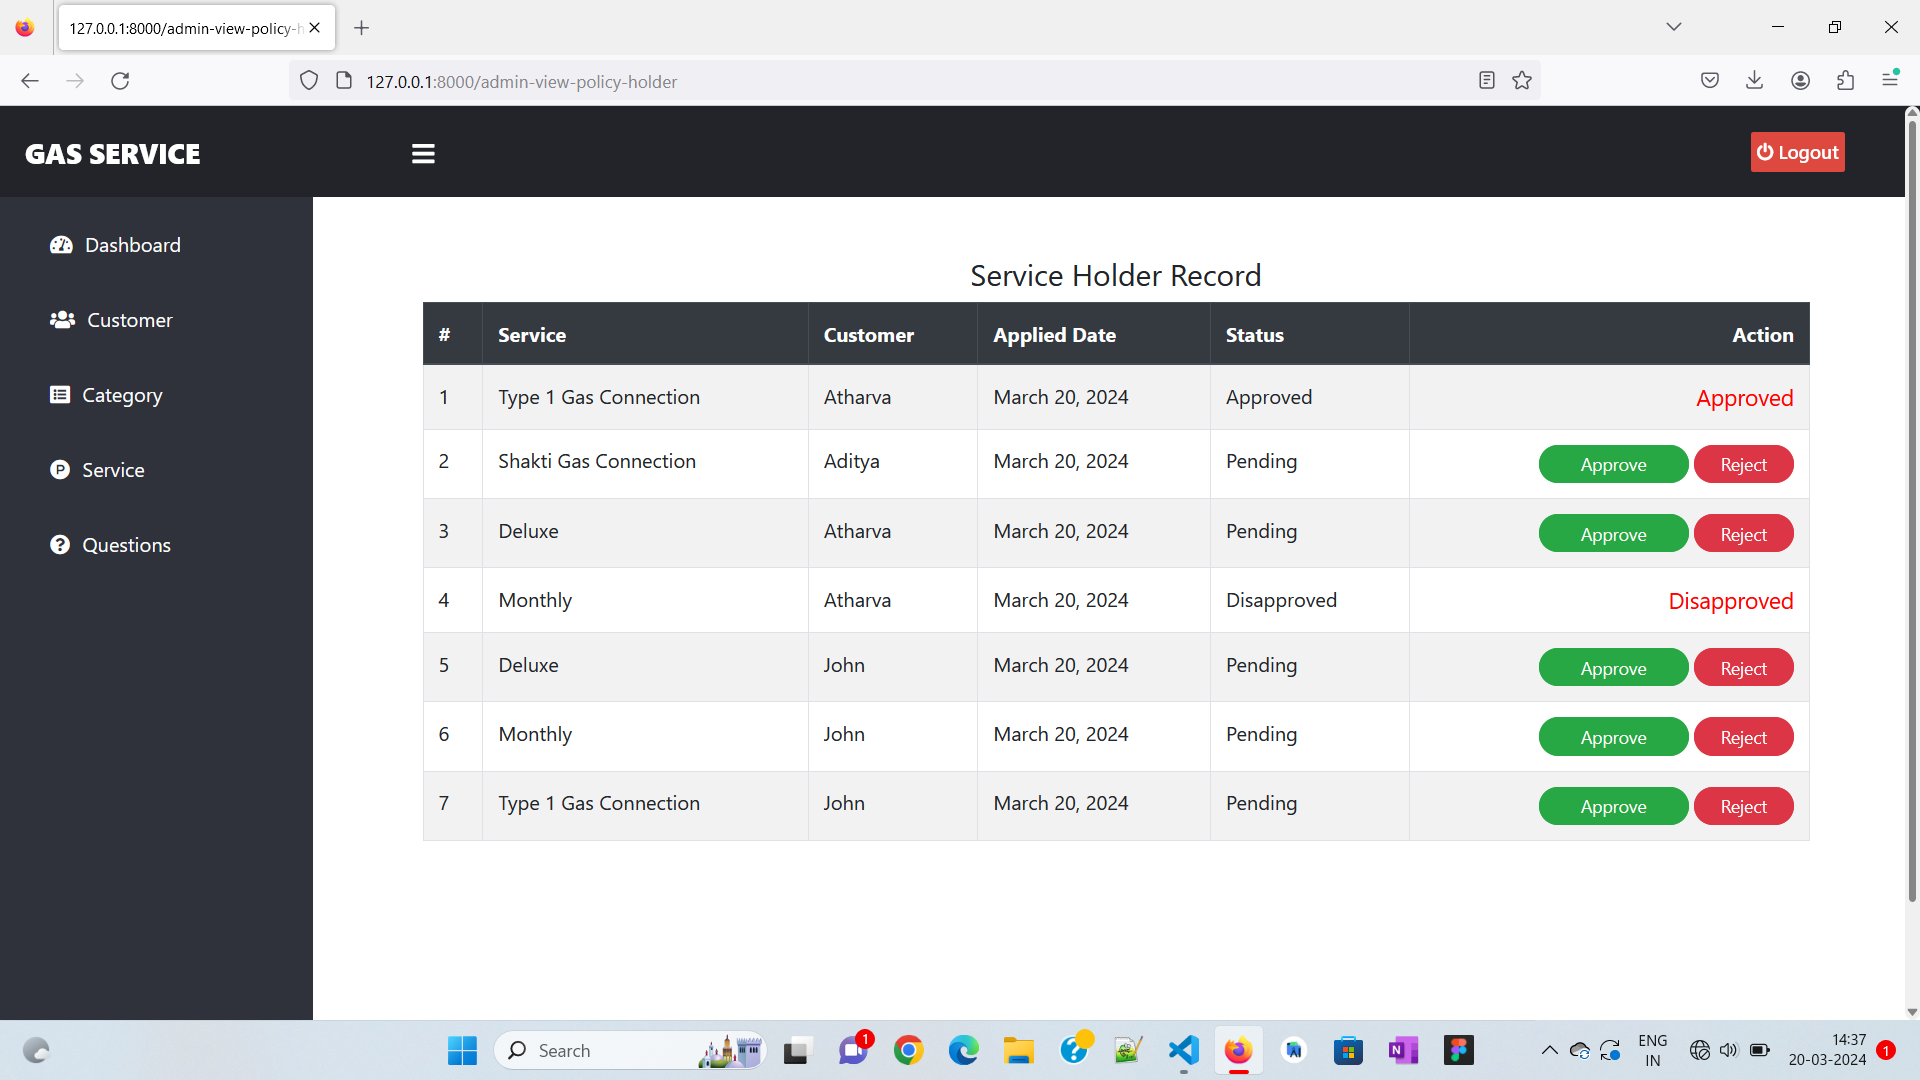 127.0.0.1:8000/admin-view-policy-h
127.0.0.1:8000/admin-view-policy-holder
GAS SERVICE
Logout
Dashboard
Customer
Category
Service
Questions
Service Holder Record
# Service Customer Applied Date Status Action
1 Type 1 Gas Connection Atharva March 20, 2024 Approved Approved
2 Shakti Gas Connection Aditya March 20, 2024 Pending Approve Reject
3 Deluxe Atharva March 20, 2024 Pending Approve Reject
4 Monthly Atharva March 20, 2024 Disapproved Disapproved
5 Deluxe John March 20, 2024 Pending Approve Reject
6 Monthly John March 20, 2024 Pending Approve Reject
7 Type 1 Gas Connection John March 20, 2024 Pending Approve Reject
Search
1
ENG
IN
14:37
20-03-2024
1